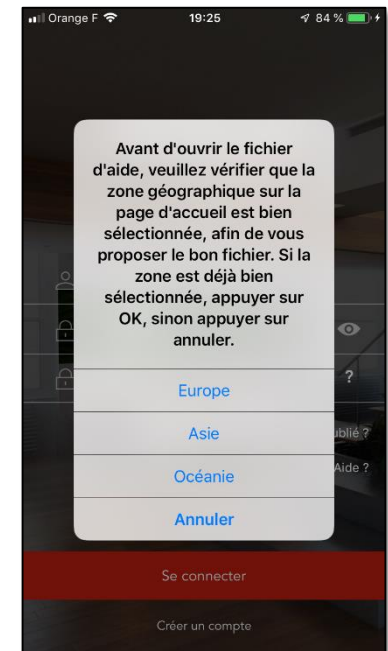 Orange F 19:25 84 %
Avant d'ouvrir le fichier
d'aide, veuillez vérifier que la
zone géographique sur la
page d'accueil est bien
sélectionnée, afin de vous
proposer le bon fichier. Si la
zone est déjà bien
sélectionnée, appuyer sur
OK, sinon appuyer sur
annuler.
?
Europe
Asie
ublié ?
Aide ?
Océanie
Annuler
Se connecter
Créer un compte